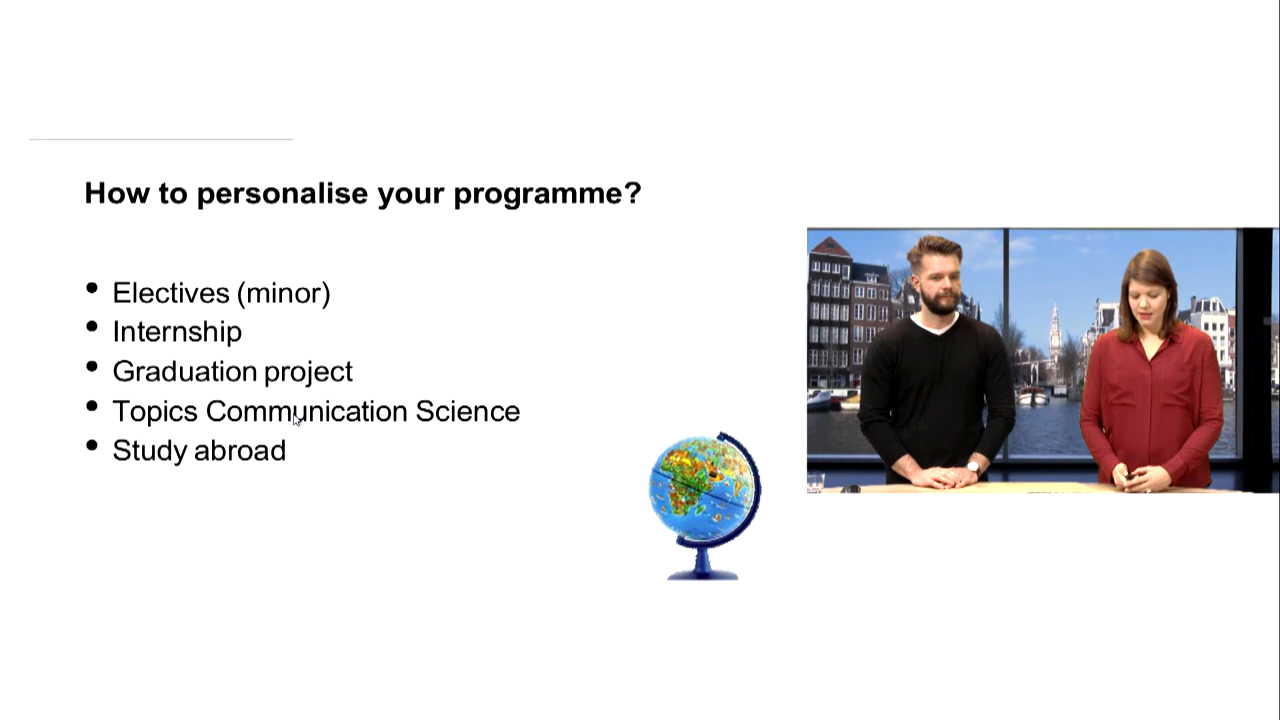 How to personalise your programme?
• Electives (minor)
• Internship
• Graduation project
• Topics Communication Science
• Study abroad